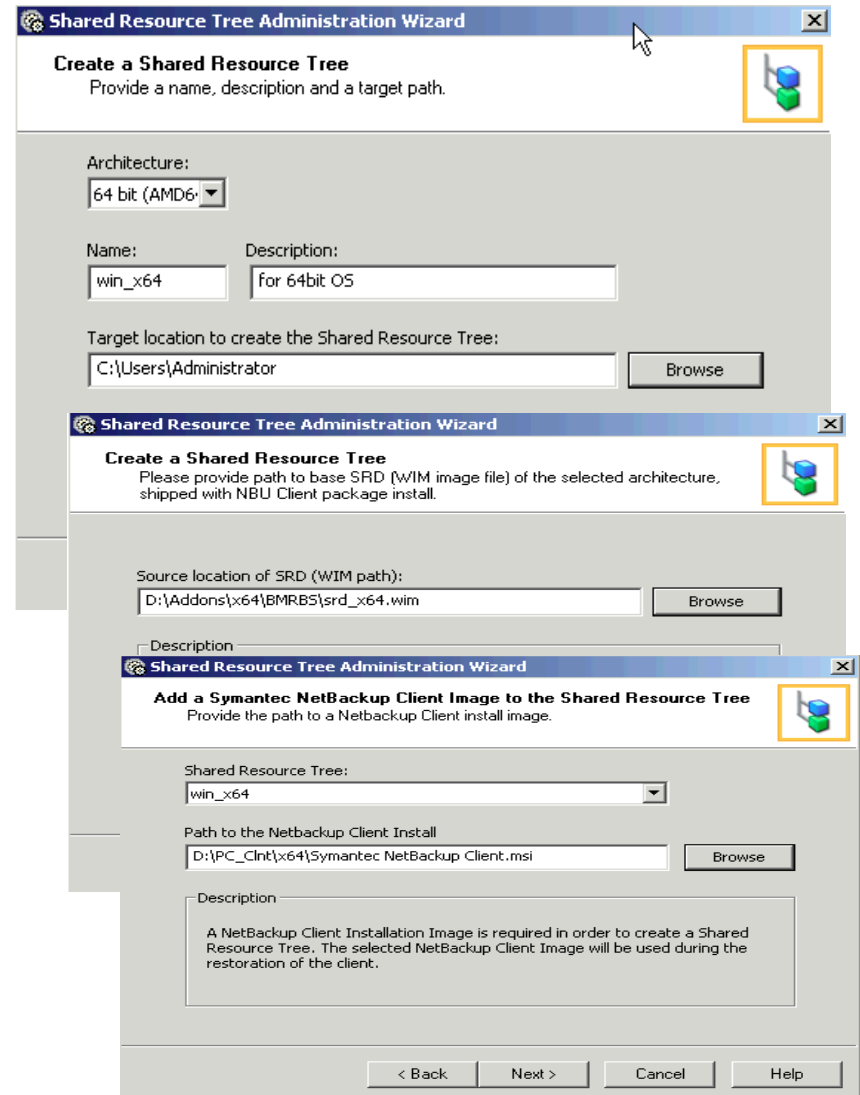 Shared Resource Tree Administration Wizard
Create a Shared Resource Tree
Provide a name, description and a target path.
Architecture:
64 bit (AMD6
Name:
Description:
win_x64
for 64bit OS
Target location to create the Shared Resource Tree:
C:\Users\Administrator
Browse
Shared Resource Tree Administration Wizard
Create a Shared Resource Tree
Please provide path to base SRD (WIM image file) of the selected architecture,
shipped with NBU Client package install.
Source location of SRD (WIM path):
D:\Addons\x64\BMRBS\srd_x64.wim
Browse
Description
Shared Resource Tree Administration Wizard
Add a Symantec NetBackup Client Image to the Shared Resource Tree
Provide the path to a Netbackup Client install image.
Shared Resource Tree:
win_x64
Path to the Netbackup Client Install
D:\PC_Clnt\x64\Symantec NetBackup Client.msi
Browse
Description
A NetBackup Client Installation Image is required in order to create a Shared
Resource Tree. The selected NetBackup Client Image will be used during the
restoration of the client.
< Back
Next >
Cancel
Help